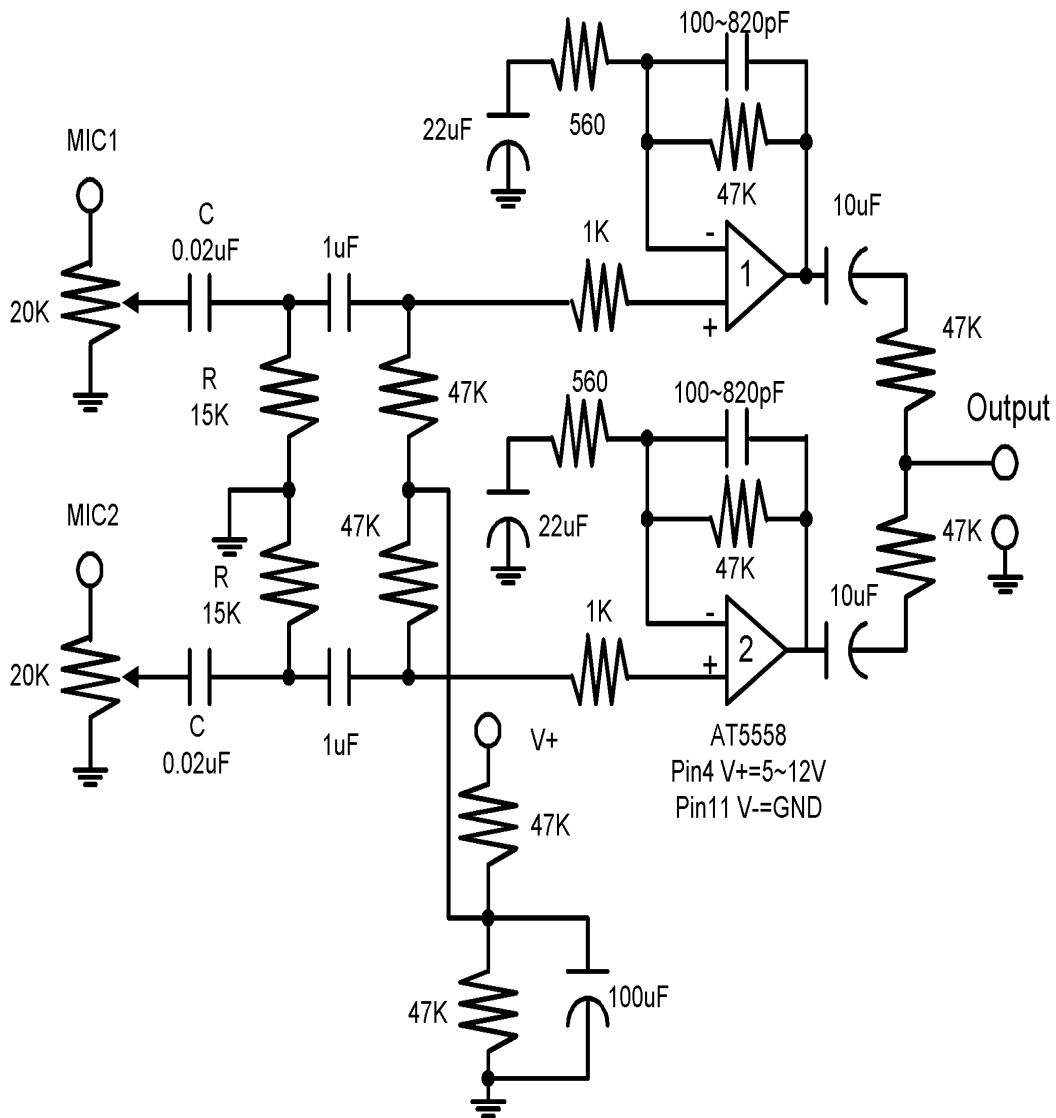 100~820pF
560
22uF
MIC1
47K
10uF
C
0.02uF
1uF
1K
-
1
20K
+
47K
R
15K
47K
560
100~820pF
Output
MIC2
47K
22uF
47K
47K
R
15K
1K
10uF
-
2
20K
+
C
0.02uF
1uF
V+
AT5558
Pin4 V+=5~12V
Pin11 V-=GND
47K
47K
100uF